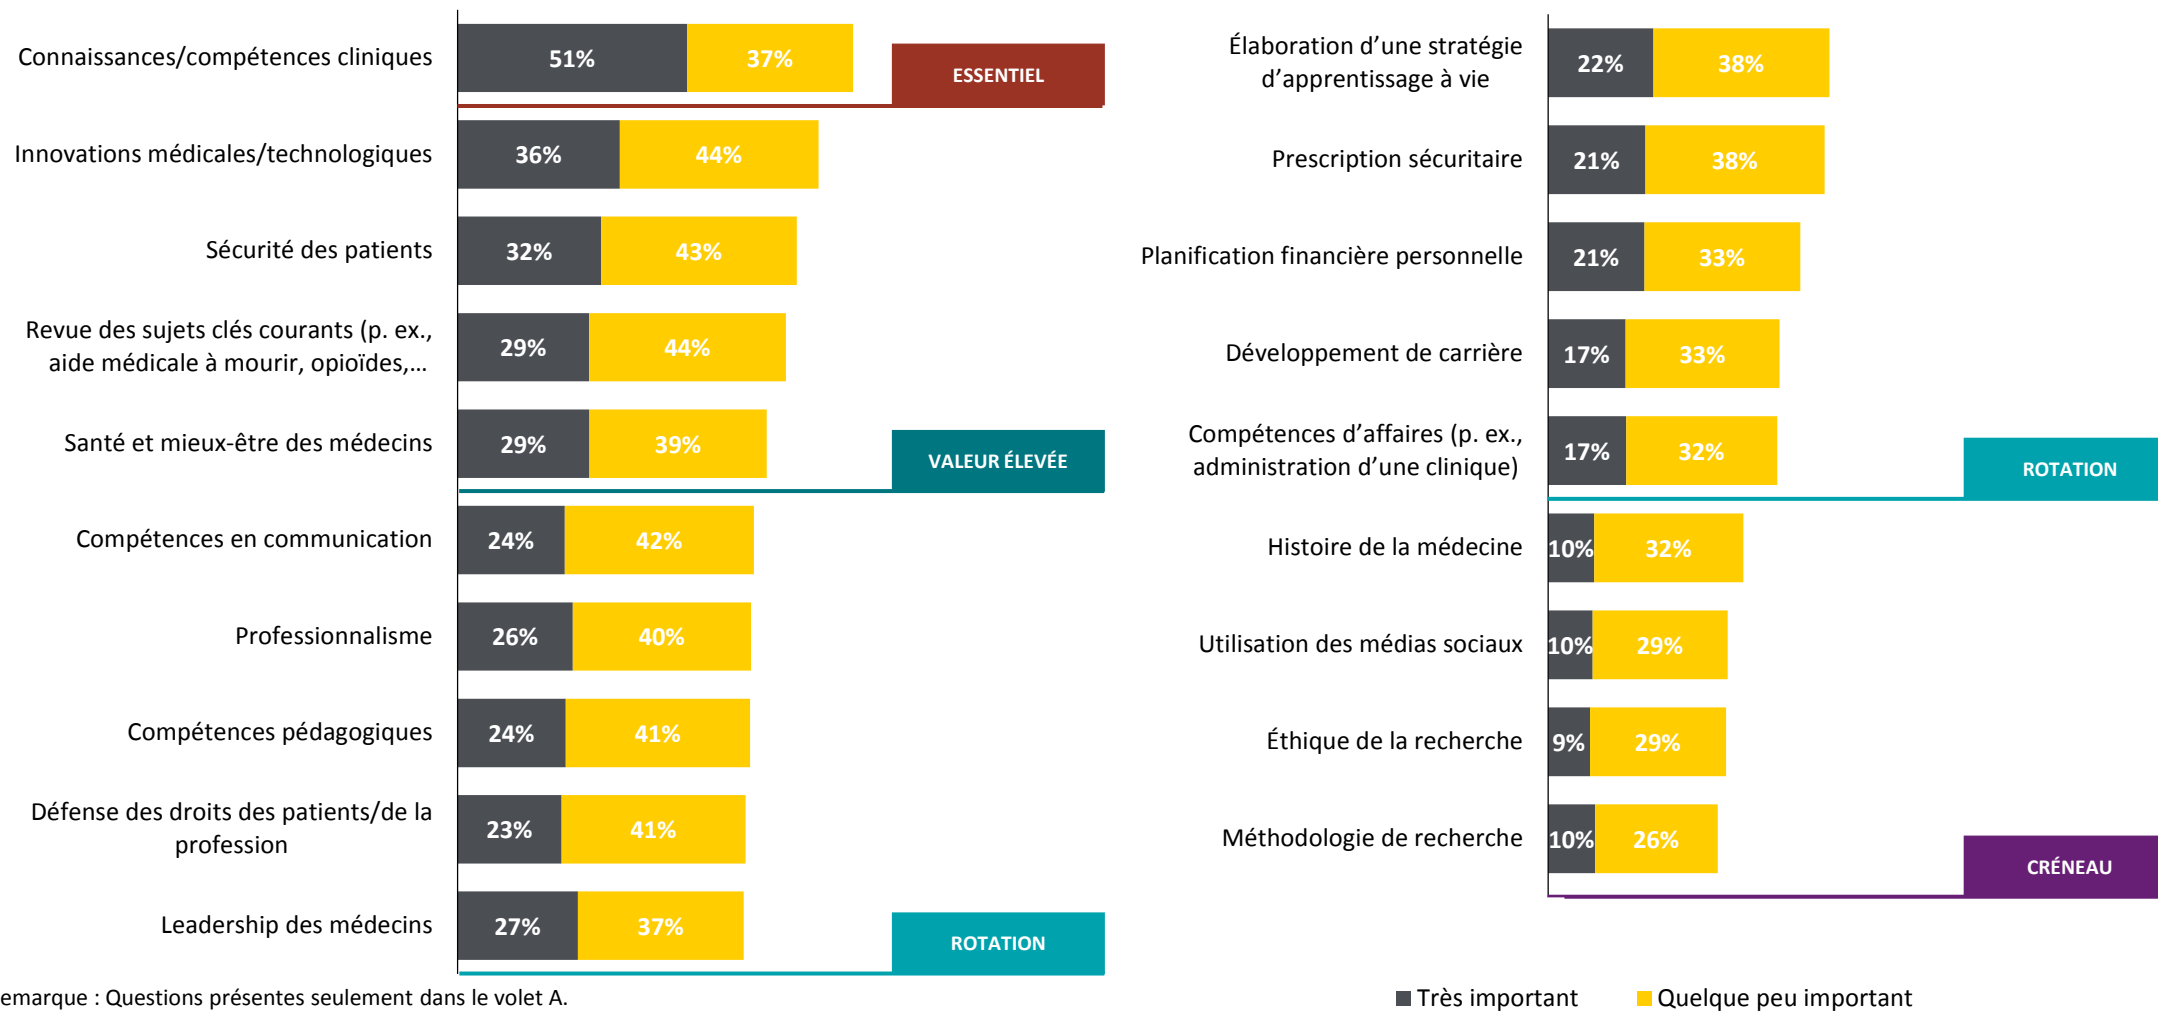 Connaissances/compétences cliniques
51%
37%
ESSENTIEL
Innovations médicales/technologiques
36%
44%
Sécurité des patients
32%
43%
Revue des sujets clés courants (p. ex.,
aide médicale à mourir, opioïdes,...
29%
44%
Santé et mieux-être des médecins
29%
39%
VALEUR ÉLEVÉE
Compétences en communication
24%
42%
Professionnalisme
26%
40%
Compétences pédagogiques
24%
41%
Défense des droits des patients/de la
profession
23%
41%
Leadership des médecins
27%
37%
ROTATION
Élaboration d'une stratégie
d'apprentissage à vie
22%
38%
Prescription sécuritaire
21%
38%
Planification financière personnelle
21%
33%
Développement de carrière
17%
33%
Compétences d'affaires (p. ex.,
administration d'une clinique)
17%
32%
ROTATION
Histoire de la médecine
10%
32%
Utilisation des médias sociaux
10%
29%
Éthique de la recherche
9%
29%
Méthodologie de recherche
10%
26%
CRÉNEAU
emarque : Questions présentes seulement dans le volet A.
Très important
Quelque peu important